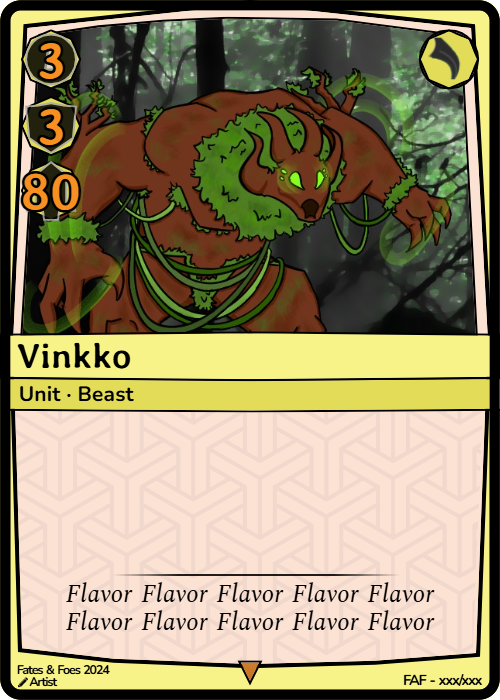 3
3
80
Vinkko
Unit · Beast
Flavor Flavor Flavor Flavor Flavor
Flavor Flavor Flavor Flavor Flavor
Fates & Foes 2024
Artist
FAF - xxx/xxx